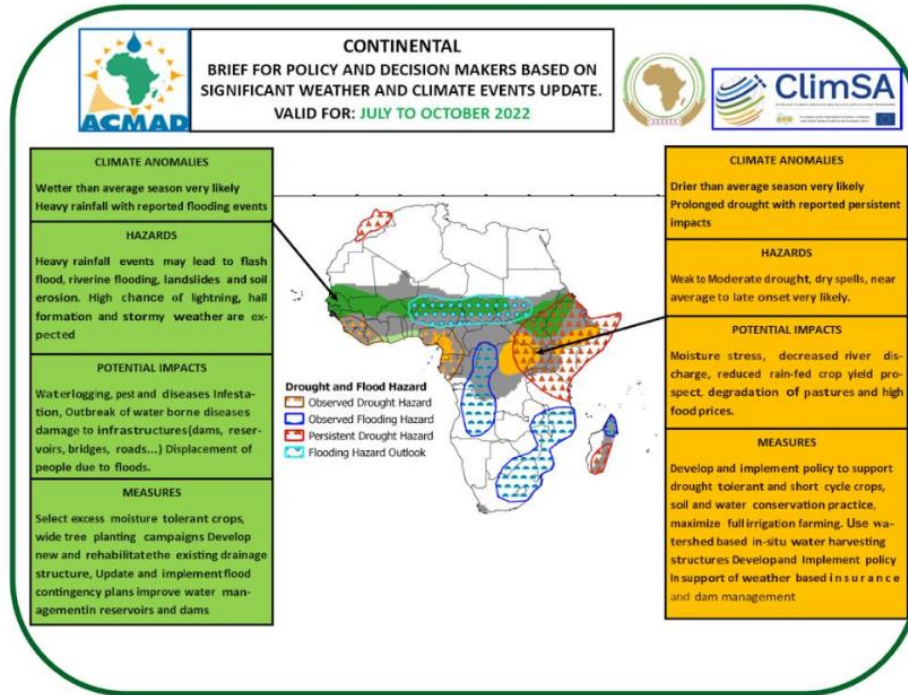 ACMAD
CONTINENTAL
BRIEF FOR POLICY AND DECISION MAKERS BASED ON
SIGNIFICANT WEATHER AND CLIMATE EVENTS UPDATE.
VALID FOR: JULY TO OCTOBER 2022
ClimSA
CLIMATE ANOMALIES
Wetter than average season very likely
Heavy rainfall with reported flooding events
HAZARDS
Heavy rainfall events may lead to flash
flood, riverine flooding, landslides and soil
erosion. High chance of lightning, hall
formation and stormy weather are ex-
pected
POTENTIAL IMPACTS
Waterlogging, pest and diseases Infesta-
tion, Outbreak of water borne diseases
damage to infrastructures(dams, reser-
voirs, bridges, roads...) Displacement of
people due to floods.
MEASURES
Select excess moisture tolerant crops,
wide tree planting campaigns Develop
new and rehabilitatethe existing drainage
structure, Update and implementflood
contingency plans improve water man-
agementin reservoirs and dams
Drought and Flood Hazard
Observed Drought Hazard
Observed Flooding Hazard
Persistent Drought Hazard
Flooding Hazard Outlook
CLIMATE ANOMALIES
Drier than average season very likely
Prolonged drought with reported persistent
impacts
HAZARDS
Weak to Moderate drought, dry spells, near
average to late onset very likely.
POTENTIAL IMPACTS
Moisture stress, decreased river dis-
charge, reduced rain-fed crop yield pro-
spect, degradation of pastures and high
food prices.
MEASURES
Develop and implement policy to support
drought tolerant and short cycle crops,
soil and water conservation practice,
maximize full irrigation farming. Use wa-
tershed based in-situ water harvesting
structures Developand Implement policy
In support of weather based insurance
and dam management